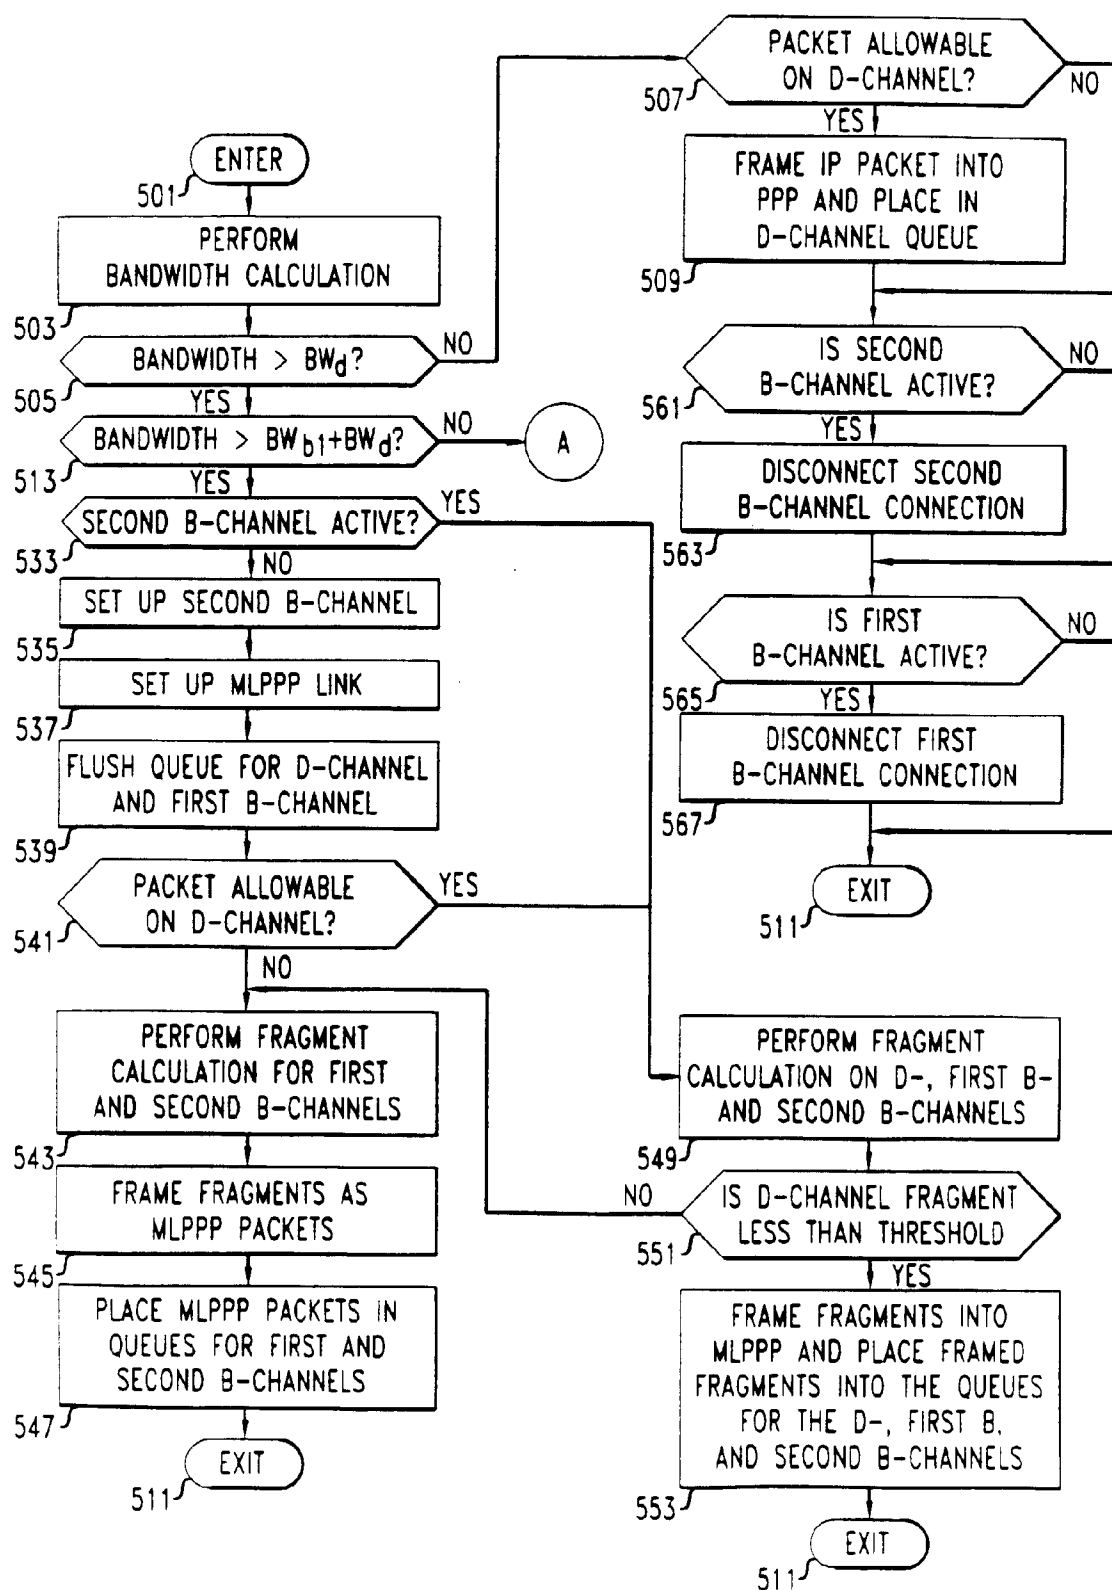 ENTER
501
PERFORM
BANDWIDTH CALCULATION
503
BANDWIDTH > BWd?
NO
505
YES
BANDWIDTH > BWb1+BWd?
NO
A
513
YES
SECOND B-CHANNEL ACTIVE?
YES
533
NO
SET UP SECOND B-CHANNEL
535
SET UP MLPPP LINK
537
FLUSH QUEUE FOR D-CHANNEL
AND FIRST B-CHANNEL
539
PACKET ALLOWABLE
ON D-CHANNEL?
YES
541
NO
PERFORM FRAGMENT
CALCULATION FOR FIRST
AND SECOND B-CHANNELS
543
FRAME FRAGMENTS AS
MLPPP PACKETS
545
PLACE MLPPP PACKETS IN
QUEUES FOR FIRST AND
SECOND B-CHANNELS
547
EXIT
511
PACKET ALLOWABLE
ON D-CHANNEL?
NO
507
YES
FRAME IP PACKET INTO
PPP AND PLACE IN
D-CHANNEL QUEUE
509
IS SECOND
B-CHANNEL ACTIVE?
NO
561
YES
DISCONNECT SECOND
B-CHANNEL CONNECTION
563
IS FIRST
B-CHANNEL ACTIVE?
NO
565
YES
DISCONNECT FIRST
B-CHANNEL CONNECTION
567
EXIT
511
PERFORM FRAGMENT
CALCULATION ON D-, FIRST B-
AND SECOND B-CHANNELS
549
IS D-CHANNEL FRAGMENT
LESS THAN THRESHOLD
NO
551
YES
FRAME FRAGMENTS INTO
MLPPP AND PLACE FRAMED
FRAGMENTS INTO THE QUEUES
FOR THE D-, FIRST B,
AND SECOND B-CHANNELS
553
EXIT
511